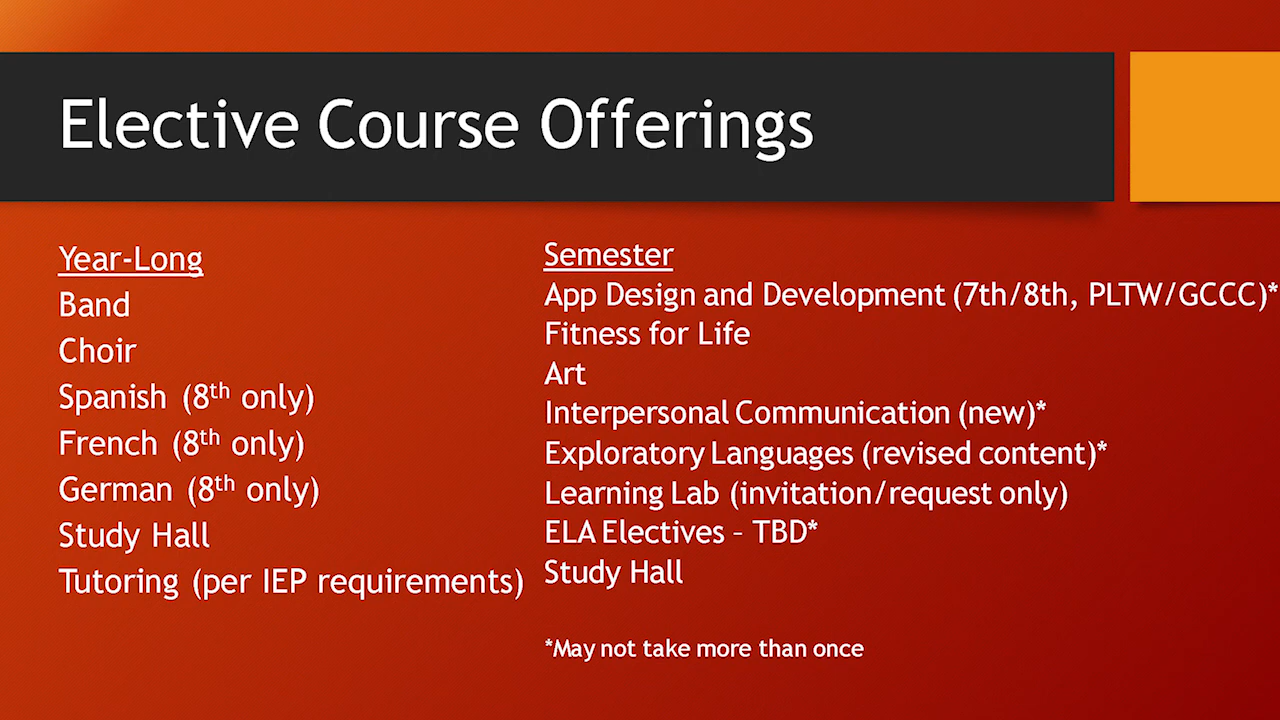 Elective Course Offerings
Year-Long
Band
Choir
Spanish (8th only)
French (8th only)
German (8th only)
Study Hall
Tutoring (per IEP requirements)
Semester
App Design and Development (7th/8th, PLTW/GCCC)*
Fitness for Life
Art
Interpersonal Communication (new)*
Exploratory Languages (revised content)*
Learning Lab (invitation/request only)
ELA Electives – TBD*
Study Hall
*May not take more than once